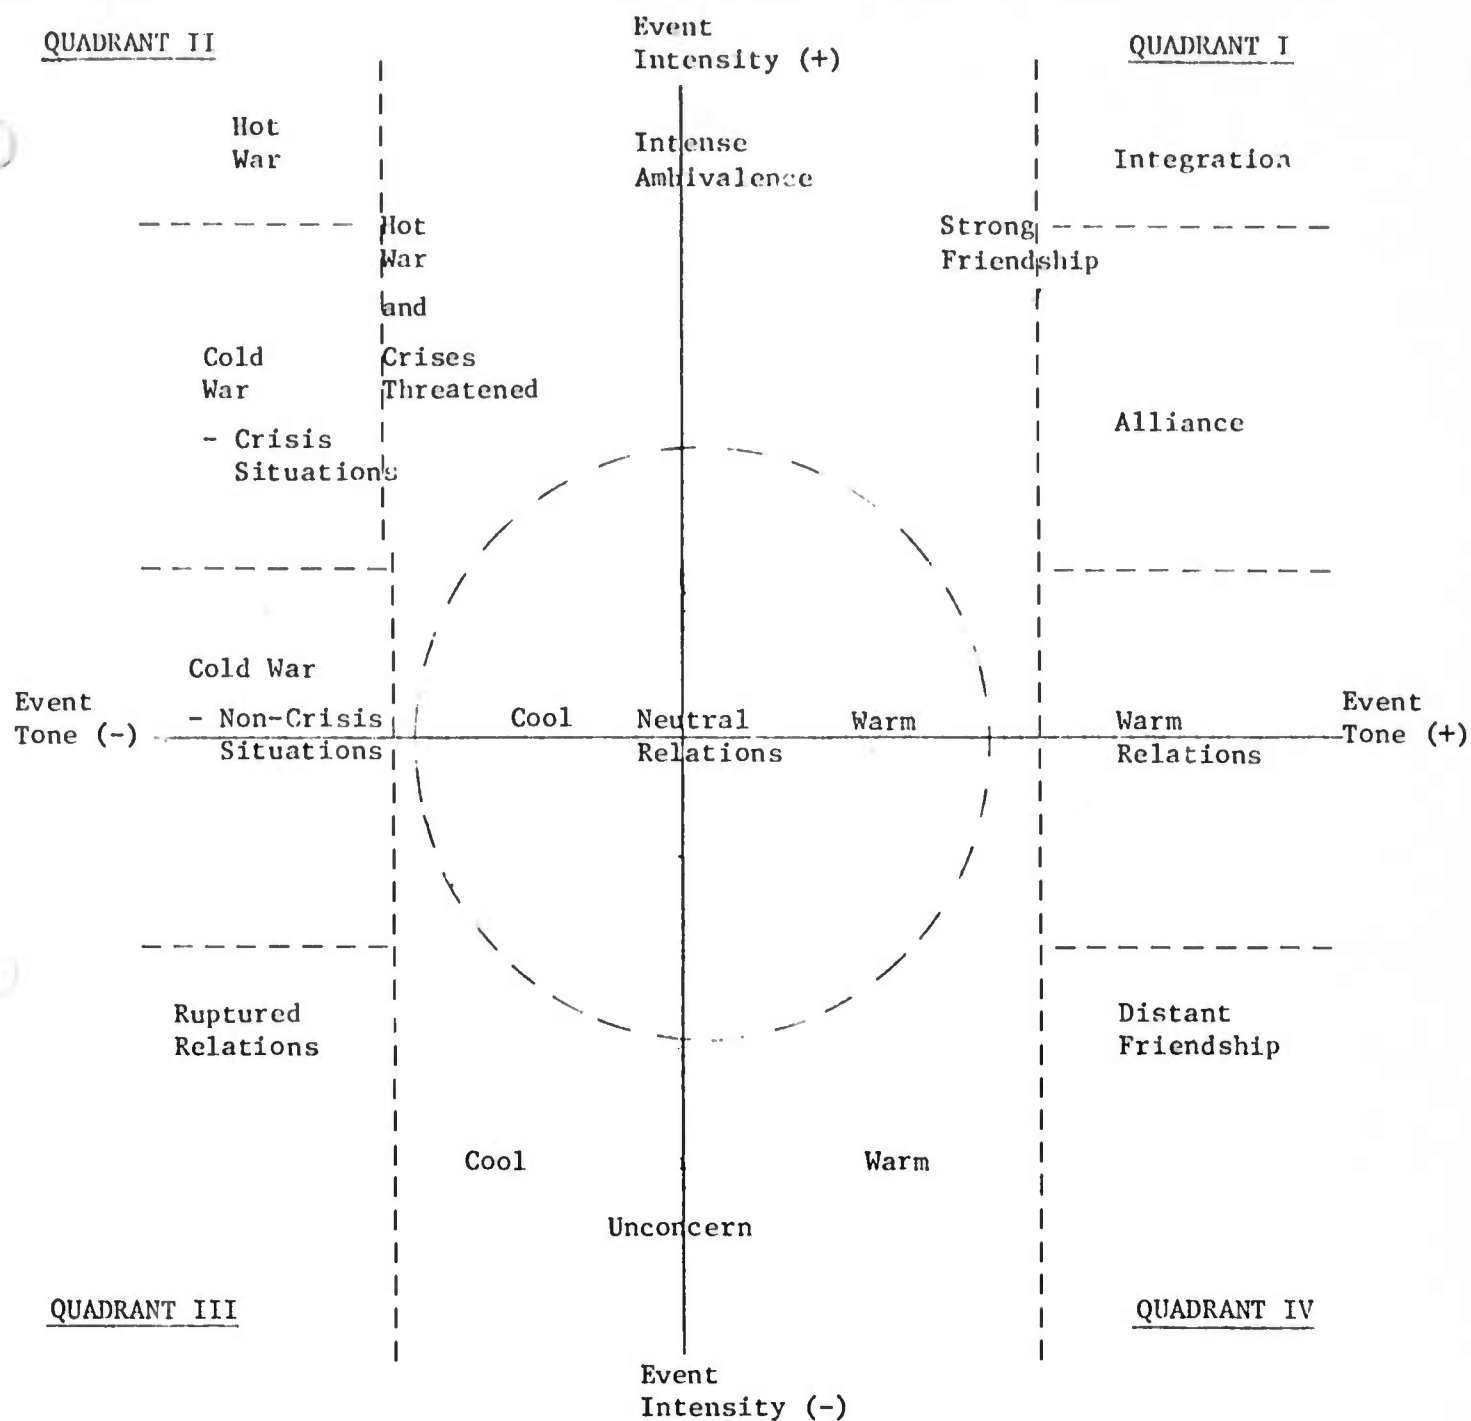 QUADRANT II
Event
Intensity (+)
QUADRANT I
Hot
War
Intense
Ambivalence
Integration
Hot
War
and
Crises
Threatened
Strong
Friendship
Cold
War
- Crisis
Situations
Alliance
Cold War
- Non-Crisis
Situations
Event
Tone (-)
Cool
Neutral
Relations
Warm
Warm
Relations
Event
Tone (+)
Ruptured
Relations
Distant
Friendship
Cool
Warm
Unconcern
QUADRANT III
QUADRANT IV
Event
Intensity (-)